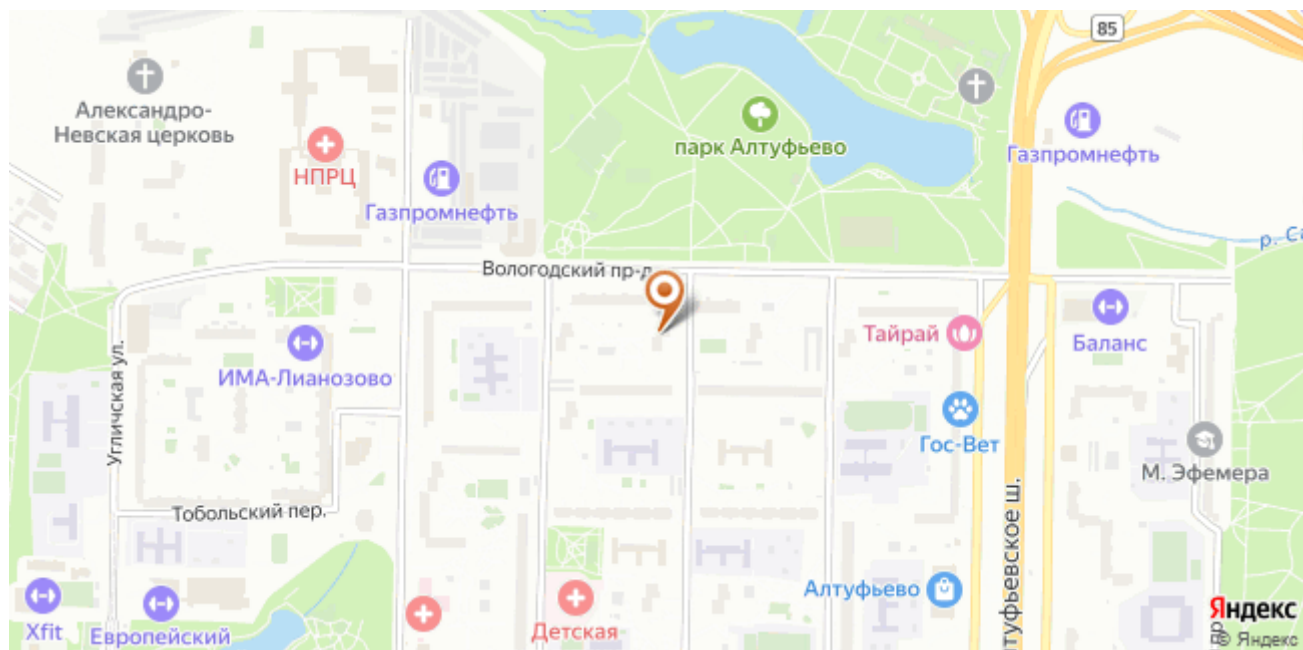 85
Александро-
Невская церковь
НПРЦ
Газпромнефть
парк Алтуфьево
Газпромнефть
Вологодский пр-д
Тайрай
Баланс
ИМА-Лианозово
Угличская ул.
Гос-Вет
М. Эфемера
Тобольский пер.
Алтуфьево
туфьевское ш.
Xfit
Европейский
Детская
Яндекс
© Яндекс